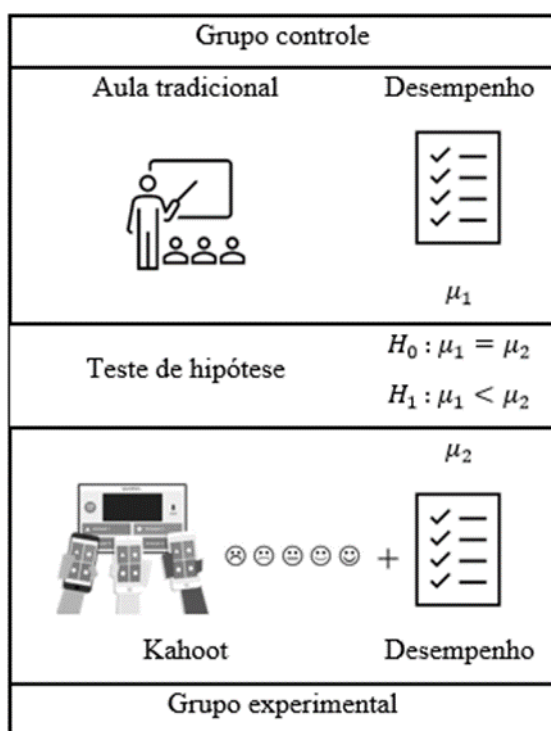 Grupo controle
Aula tradicional Desempenho
μ₁
Teste de hipótese
H₀ : μ₁ = μ₂
H₁ : μ₁ < μ₂
μ₂
+
Kahoot Desempenho
Grupo experimental